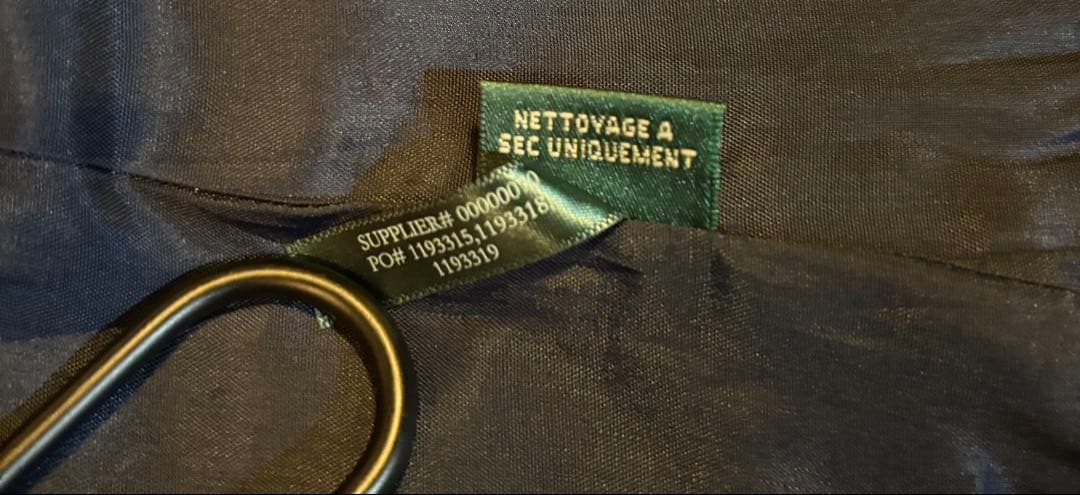 NETTOYAGE A
SEC UNIQUEMENT
SUPPLIER#
PO# 1193315,1193318,
1193319